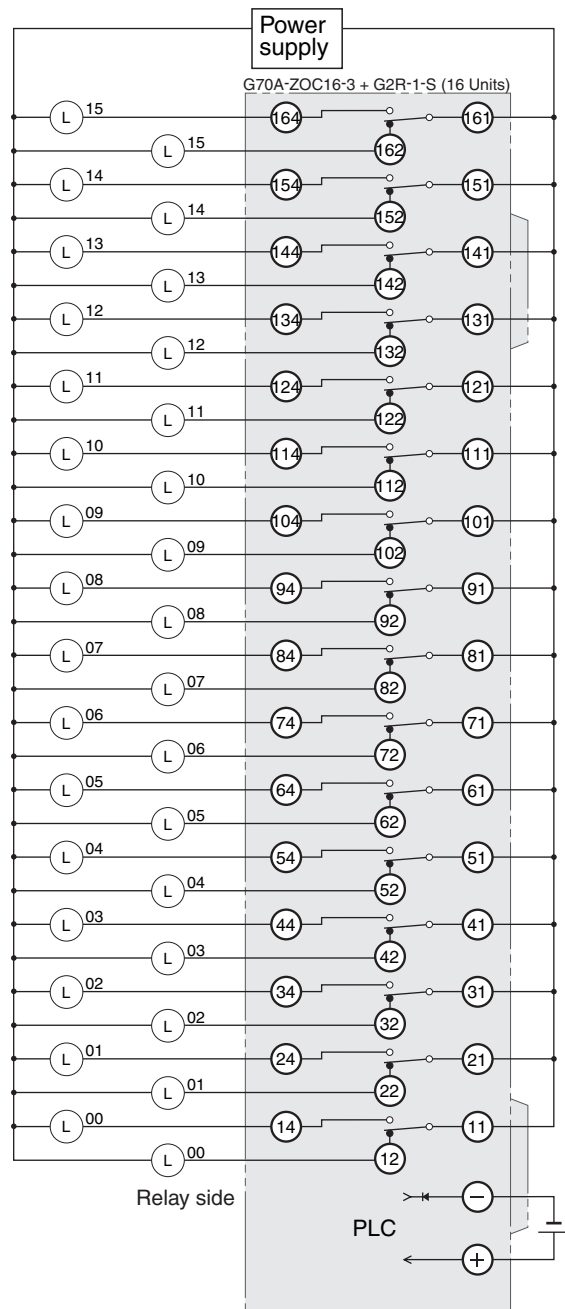 Power
supply
G70A-ZOC16-3 + G2R-1-S (16 Units)
L 15 164 161
L 15 162
L 14 154 151
L 14 152
L 13 144 141
L 13 142
L 12 134 131
L 12 132
L 11 124 121
L 11 122
L 10 114 111
L 10 112
L 09 104 101
L 09 102
L 08 94 91
L 08 92
L 07 84 81
L 07 82
L 06 74 71
L 06 72
L 05 64 61
L 05 62
L 04 54 51
L 04 52
L 03 44 41
L 03 42
L 02 34 31
L 02 32
L 01 24 21
L 01 22
L 00 14 11
L 00 12
Relay side
−
PLC
+